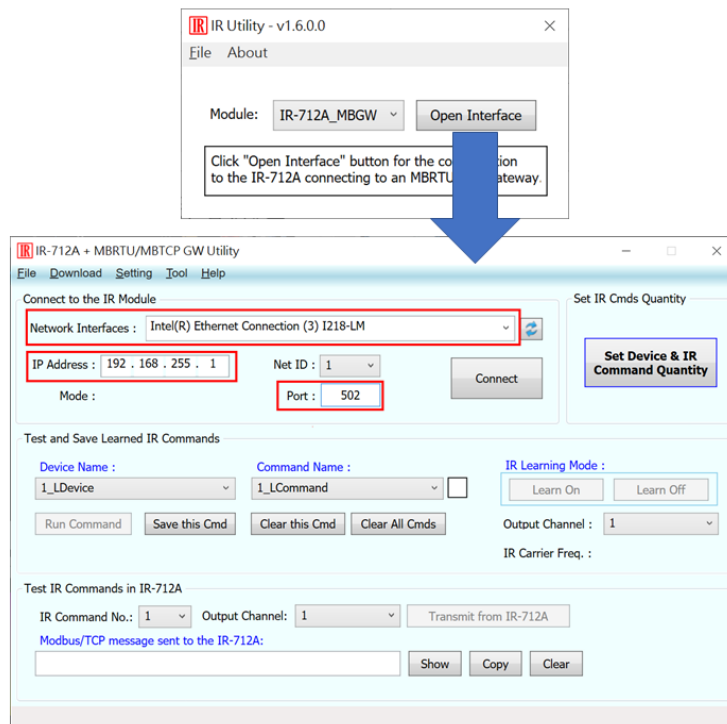 IR IR Utility - v1.6.0.0
File About
Module: IR-712A_MBGW Open Interface
Click "Open Interface" button for the
to the IR-712A connecting to an
IR IR-712A + MBRTU/MBTCP GW Utility
File Download Setting Tool Help
Connect to the IR Module
Set IR Cmds Quantity
Network Interfaces : Intel(R) Ethernet Connection (3) I218-LM
IP Address : 192 . 168 . 255 . 1
Net ID : 1
Connect
Set Device & IR
Command Quantity
Mode :
Port : 502
Test and Save Learned IR Commands
Device Name :
Command Name :
IR Learning Mode :
1_LDevice
1_LCommand
Learn On Learn Off
Run Command Save this Cmd Clear this Cmd Clear All Cmds
Output Channel : 1
IR Carrier Freq. :
Test IR Commands in IR-712A
IR Command No.: 1 Output Channel: 1 Transmit from IR-712A
Modbus/TCP message sent to the IR-712A:
Show Copy Clear